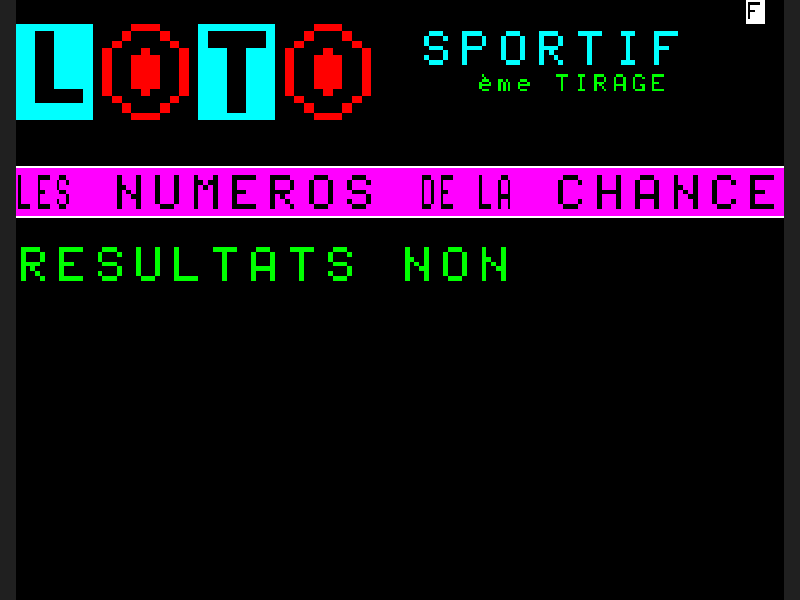 F
LOTO SPORTIF
ème TIRAGE
LES NUMEROS DE LA CHANCE
RESULTATS NON